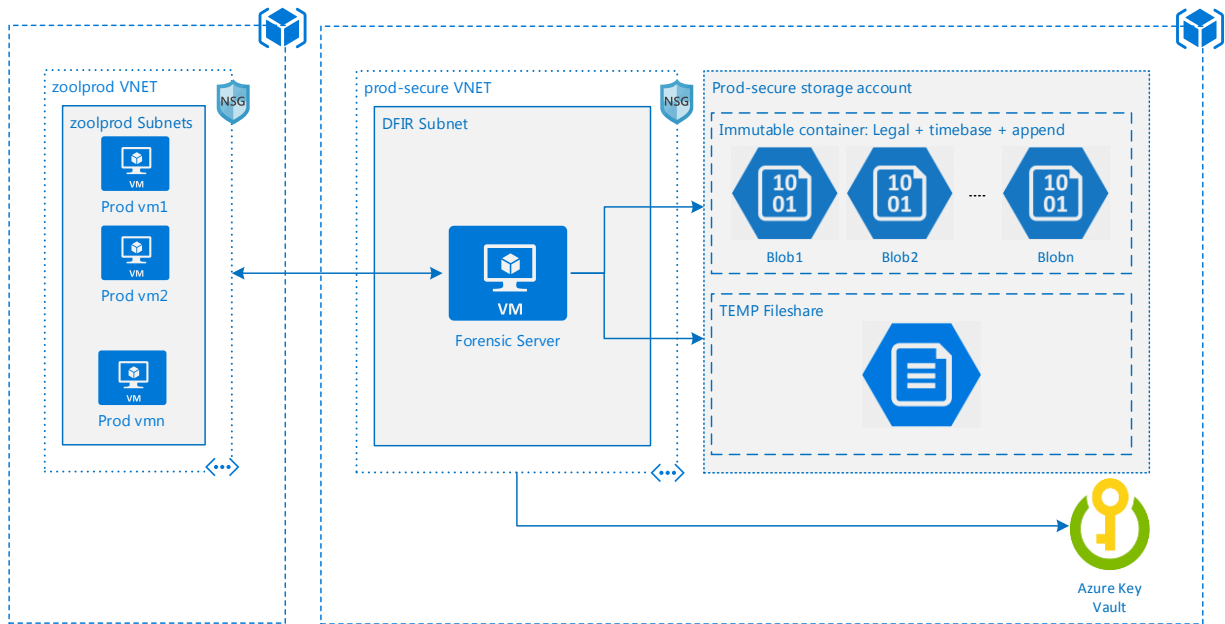 zoolprod VNET
NSG
zoolprod Subnets
VM
Prod vm1
VM
Prod vm2
VM
Prod vmn
prod-secure VNET
NSG
DFIR Subnet
VM
Forensic Server
Prod-secure storage account
Immutable container: Legal + timebase + append
10
01
10
01
----
10
01
Blob1
Blob2
Blobn
TEMP Fileshare
Azure Key
Vault